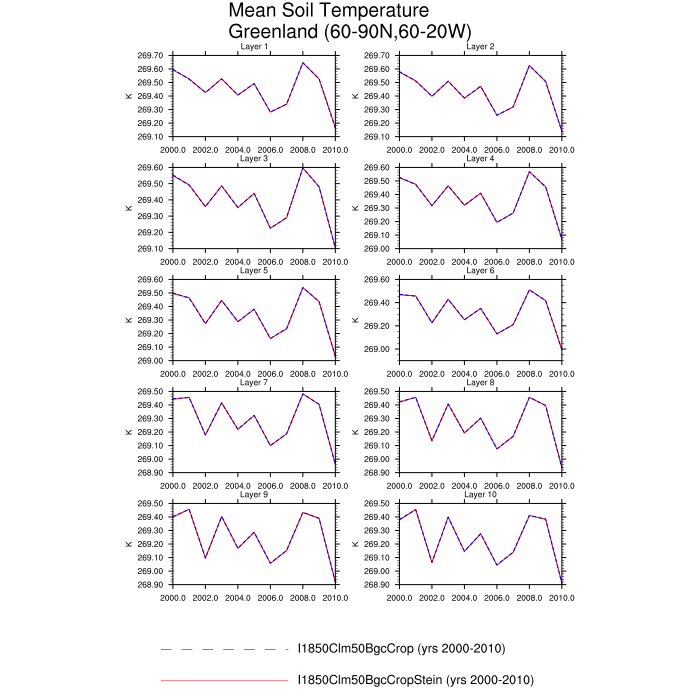 Mean Soil Temperature
Greenland (60-90N,60-20W)
Layer 1
Layer 2
269.70
269.60
269.50
269.40
269.30
269.20
269.10
K
2000.0 2002.0 2004.0 2006.0 2008.0 2010.0
269.70
269.60
269.50
269.40
269.30
269.20
269.10
K
2000.0 2002.0 2004.0 2006.0 2008.0 2010.0
Layer 3
Layer 4
269.60
269.50
269.40
269.30
269.20
269.10
K
2000.0 2002.0 2004.0 2006.0 2008.0 2010.0
269.60
269.50
269.40
269.30
269.20
269.10
269.00
K
2000.0 2002.0 2004.0 2006.0 2008.0 2010.0
Layer 5
Layer 6
269.60
269.50
269.40
269.30
269.20
269.10
269.00
K
2000.0 2002.0 2004.0 2006.0 2008.0 2010.0
269.60
269.40
269.20
269.00
K
2000.0 2002.0 2004.0 2006.0 2008.0 2010.0
Layer 7
Layer 8
269.50
269.40
269.30
269.20
269.10
269.00
268.90
K
2000.0 2002.0 2004.0 2006.0 2008.0 2010.0
269.50
269.40
269.30
269.20
269.10
269.00
268.90
K
2000.0 2002.0 2004.0 2006.0 2008.0 2010.0
Layer 9
Layer 10
269.50
269.40
269.30
269.20
269.10
269.00
268.90
K
2000.0 2002.0 2004.0 2006.0 2008.0 2010.0
269.50
269.40
269.30
269.20
269.10
269.00
268.90
K
2000.0 2002.0 2004.0 2006.0 2008.0 2010.0
I1850Clm50BgcCrop (yrs 2000-2010)
I1850Clm50BgcCropStein (yrs 2000-2010)